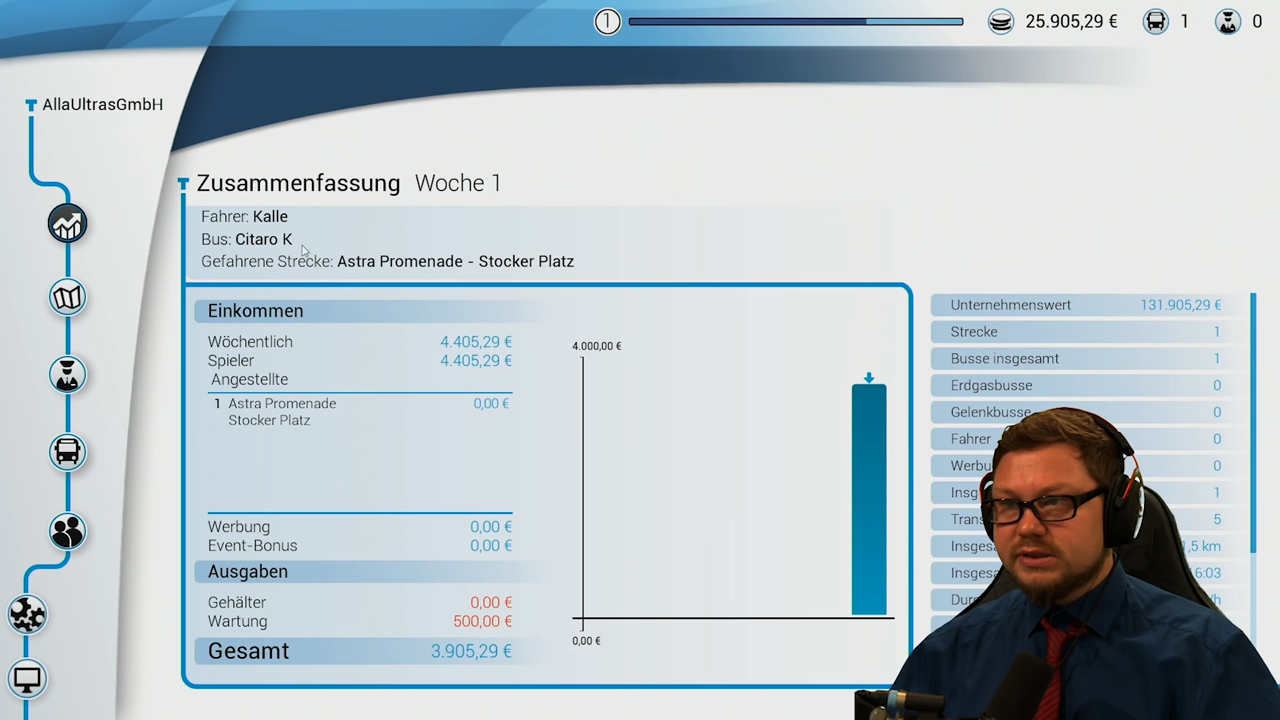 1
25.905,29 €
1
0
AllaUltrasGmbH
Zusammenfassung Woche 1
Fahrer: Kalle
Bus: Citaro K
Gefahrene Strecke: Astra Promenade - Stocker Platz
Einkommen
Wöchentlich 4.405,29 €
Spieler 4.405,29 €
Angestellte
1 Astra Promenade 0,00 €
Stocker Platz
Werbung 0,00 €
Event-Bonus 0,00 €
Ausgaben
Gehälter 0,00 €
Wartung 500,00 €
Gesamt 3.905,29 €
4.000,00 €
0,00 €
Unternehmenswert 131.905,29 €
Strecke 1
Busse insgesamt 1
Erdgasbusse 0
Gelenkbusse 0
Fahrer 0
0
1
5
km